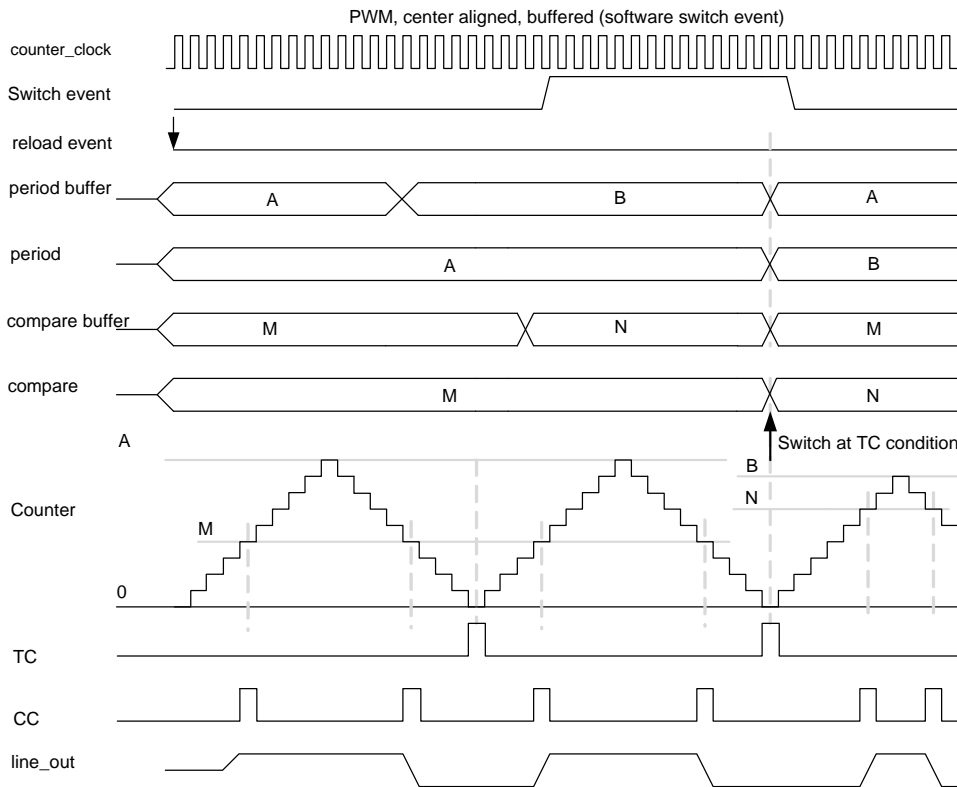 PWM, center aligned, buffered (software switch event)
counter_clock
Switch event
reload event
period buffer
A
B
A
period
A
B
compare buffer
M
N
M
compare
M
N
A
Switch at TC condition
B
N
Counter
M
0
TC
CC
line_out